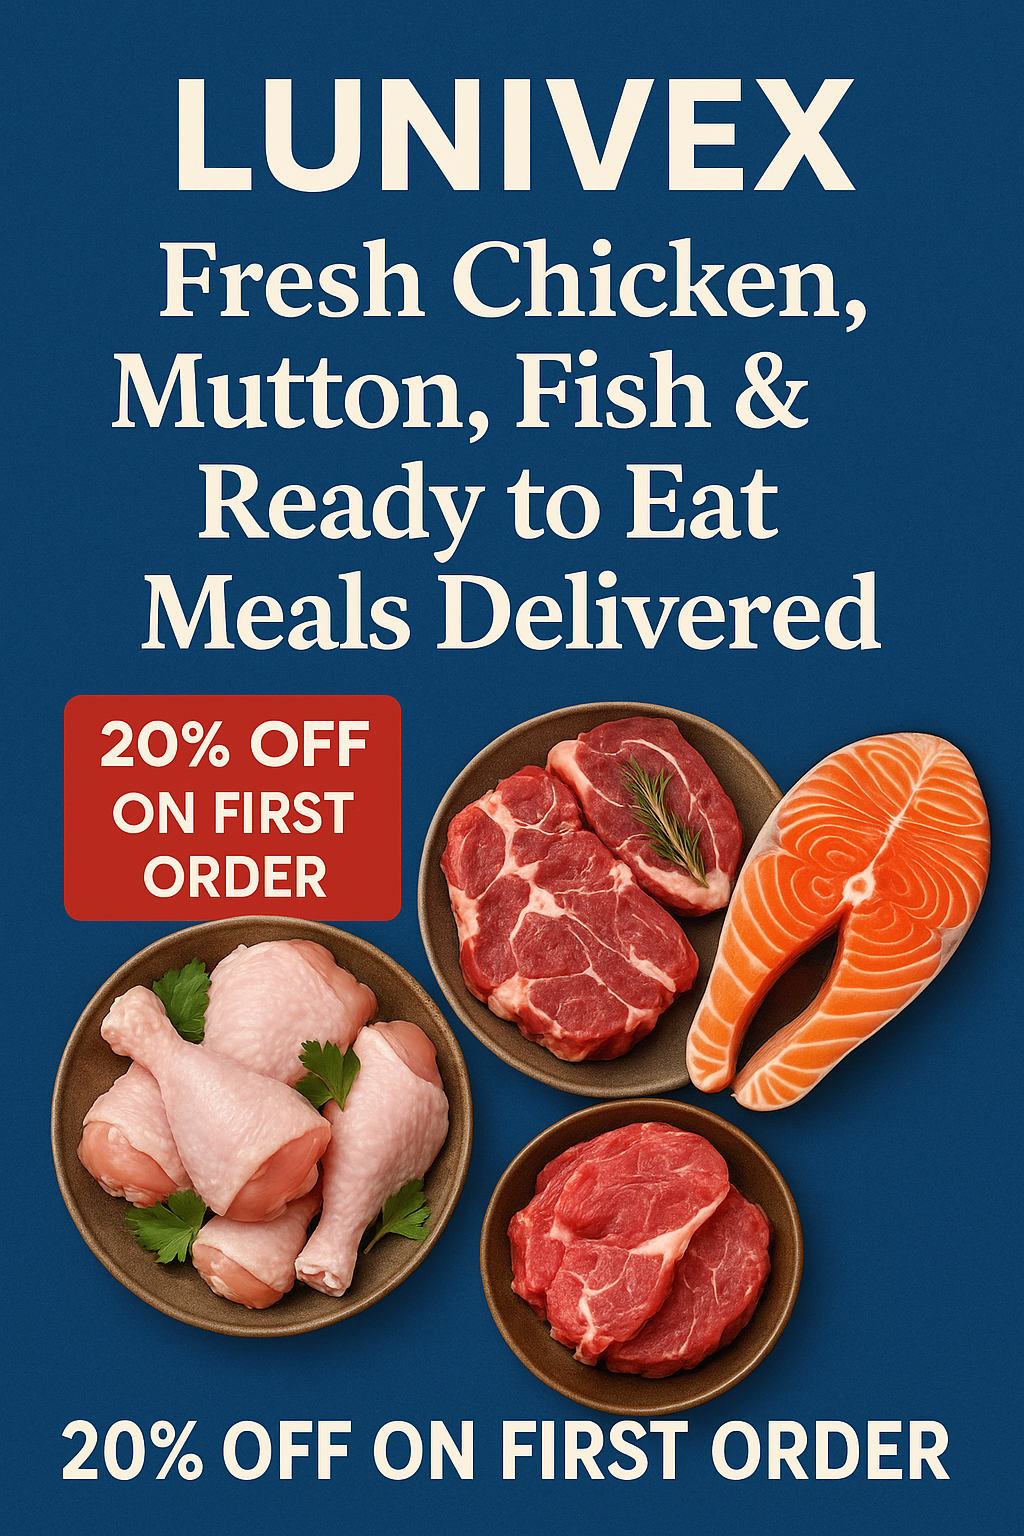 LUNIVEX
Fresh Chicken,
Mutton, Fish &
Ready to Eat
Meals Delivered
20% OFF
ON FIRST
ORDER
20% OFF ON FIRST ORDER